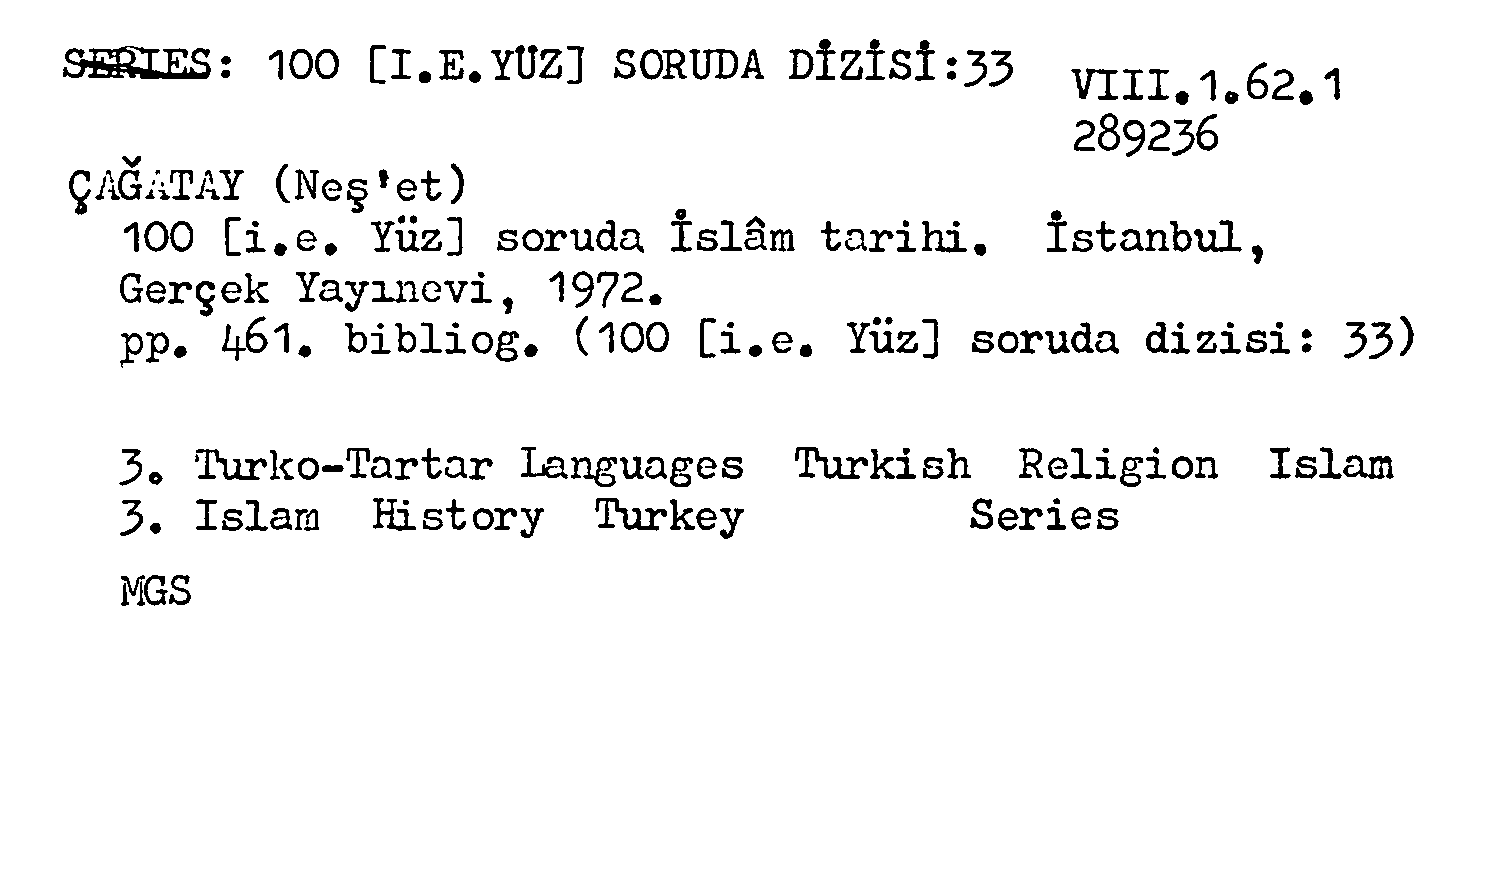 SERIES: 100 [I.E.YÜZ] SORUDA DİZİSİ:33
VIII.1.62.1
289236
ÇAĞATAY (Neş'et)
100 [i.e. Yüz] soruda İslâm tarihi. İstanbul,
Gerçek Yayınevi, 1972.
pp. 461. bibliog. (100 [i.e. Yüz] soruda dizisi: 33)
3. Turko-Tartar Languages Turkish Religion Islam
3. Islam History Turkey Series
MGS